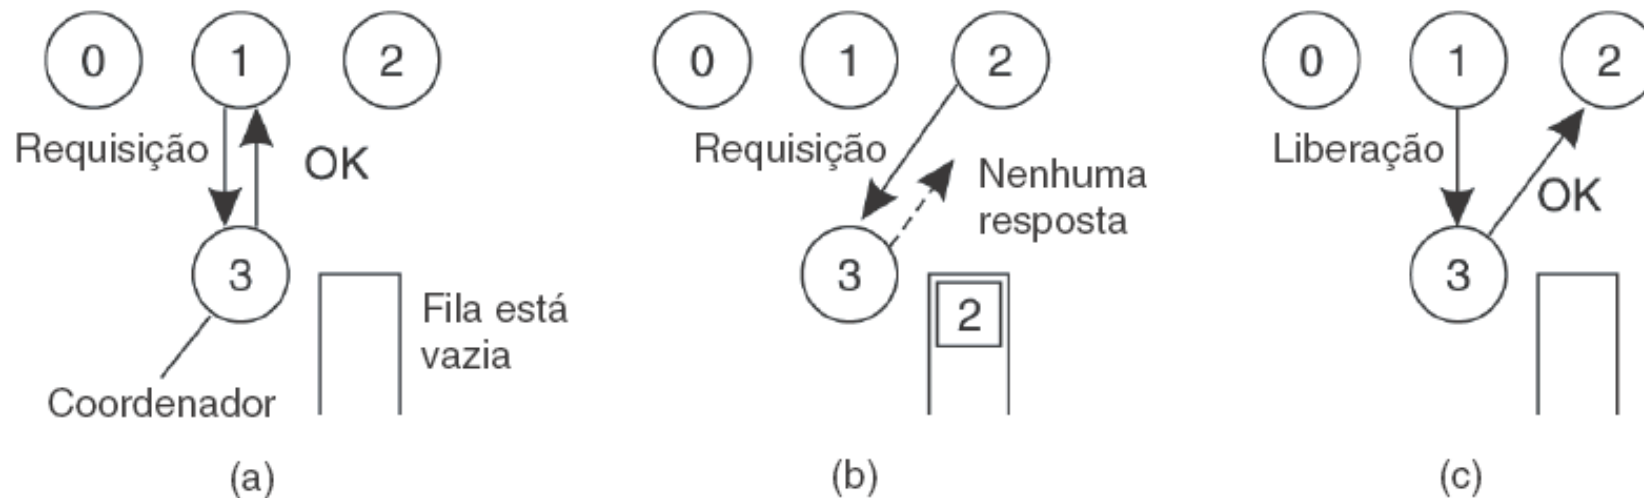 0 1 2
Requisição OK
3
Fila está
vazia
Coordenador
(a)
0 1 2
Requisição
Nenhuma
resposta
3
2
(b)
0 1 2
Liberação
OK
3
(c)